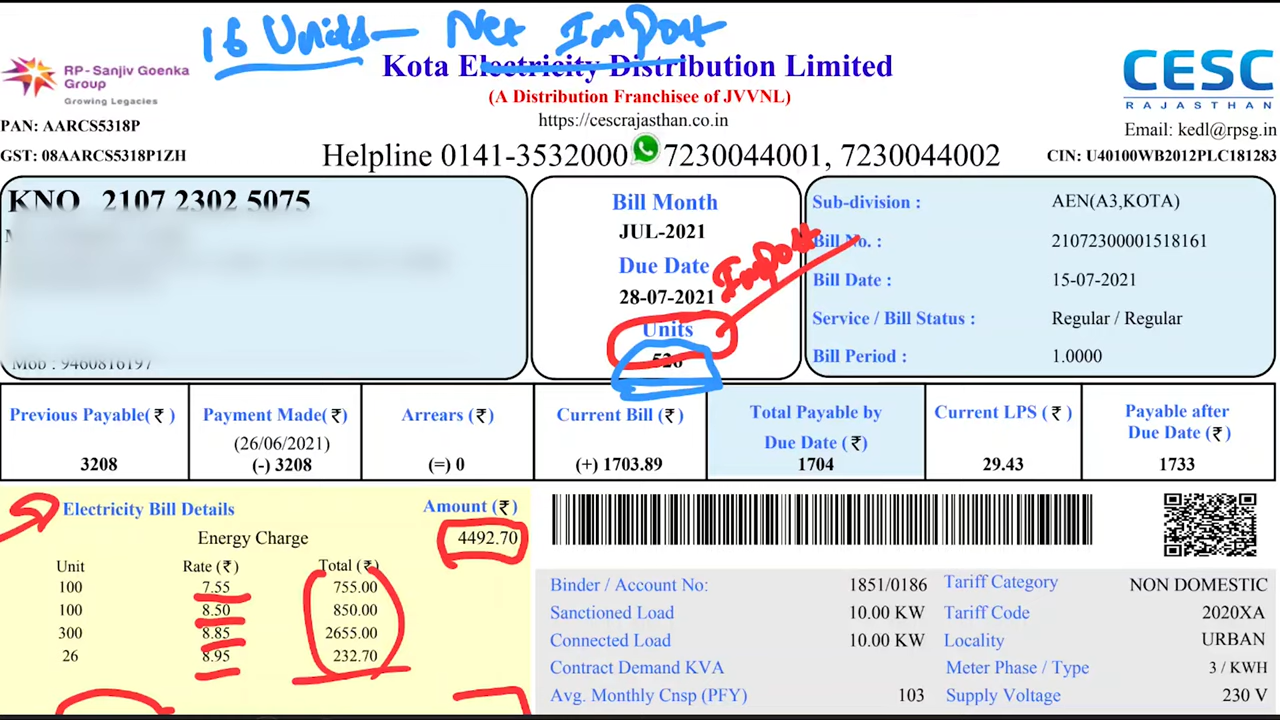 16 Units - Net Import
RP-Sanjiv Goenka
Group
Growing Legacies
Kota Electricity Distribution Limited
(A Distribution Franchisee of JVVNL)
https://cescrajasthan.co.in
CESC
RAJASTHAN
PAN: AARCS5318P
GST: 08AARCS5318P1ZH
Helpline 0141-3532000 7230044001, 7230044002
Email: kedl@rpsg.in
CIN: U40100WB2012PLC181283
KNO 2107 2302 5075
Mob : 9460816197
Bill Month
JUL-2021
Due Date
28-07-2021
Import
Units
526
Sub-division : AEN(A3,KOTA)
Bill No. : 21072300001518161
Bill Date : 15-07-2021
Service / Bill Status : Regular / Regular
Bill Period : 1.0000
Previous Payable(₹)
3208
Payment Made(₹)
(26/06/2021)
(-) 3208
Arrears (₹)
(=) 0
Current Bill (₹)
(+) 1703.89
Total Payable by
Due Date (₹)
1704
Current LPS (₹)
29.43
Payable after
Due Date (₹)
1733
Electricity Bill Details Amount (₹)
Energy Charge 4492.70
Unit Rate (₹) Total (₹)
100 7.55 755.00
100 8.50 850.00
300 8.85 2655.00
26 8.95 232.70
Binder / Account No: 1851/0186
Sanctioned Load 10.00 KW
Connected Load 10.00 KW
Contract Demand KVA
Avg. Monthly Cnsp (PFY) 103
Tariff Category NON DOMESTIC
Tariff Code 2020XA
Locality URBAN
Meter Phase / Type 3 / KWH
Supply Voltage 230 V